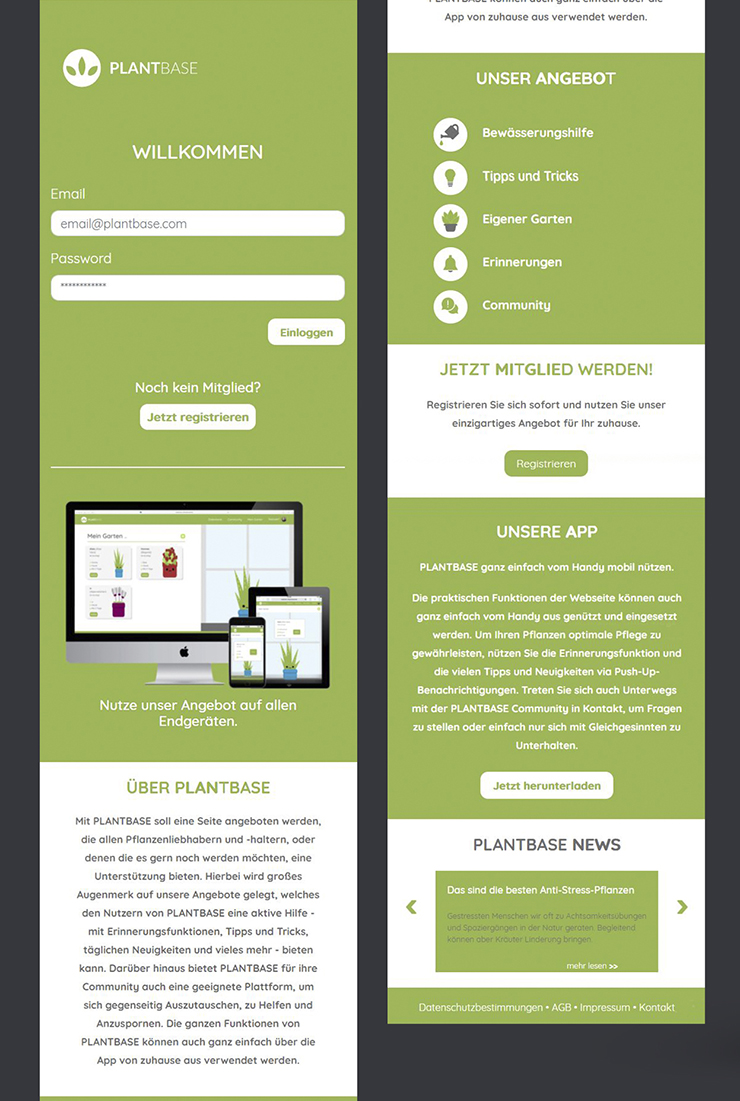 PLANTBASE
WILLKOMMEN
Email
email@plantbase.com
Password
************
Einloggen
Noch kein Mitglied?
Jetzt registrieren
Mein Garten
Nutze unser Angebot auf allen
Endgeräten.
ÜBER PLANTBASE
Mit PLANTBASE soll eine Seite angeboten werden,
die allen Pflanzenliebhabern und -haltern, oder
denen die es gern noch werden möchten, eine
Unterstützung bieten. Hierbei wird großes
Augenmerk auf unsere Angebote gelegt, welches
den Nutzern von PLANTBASE eine aktive Hilfe -
mit Erinnerungsfunktionen, Tipps und Tricks,
täglichen Neuigkeiten und vieles mehr - bieten
kann. Darüber hinaus bietet PLANTBASE für ihre
Community auch eine geeignete Plattform, um
sich gegenseitig Auszutauschen, zu Helfen und
Anzuspornen. Die ganzen Funktionen von
PLANTBASE können auch ganz einfach über die
App von zuhause aus verwendet werden.
PLANTBASE können auch ganz einfach über die
App von zuhause aus verwendet werden.
UNSER ANGEBOT
Bewässerungshilfe
Tipps und Tricks
Eigener Garten
Erinnerungen
Community
JETZT MITGLIED WERDEN!
Registrieren Sie sich sofort und nutzen Sie unser
einzigartiges Angebot für Ihr zuhause.
Registrieren
UNSERE APP
PLANTBASE ganz einfach vom Handy mobil nützen.
Die praktischen Funktionen der Webseite können auch
ganz einfach vom Handy aus genützt und eingesetzt
werden. Um Ihren Pflanzen optimale Pflege zu
gewährleisten, nützen Sie die Erinnerungsfunktion und
die vielen Tipps und Neuigkeiten via Push-Up-
Benachrichtigungen. Treten Sie sich auch Unterwegs
mit der PLANTBASE Community in Kontakt, um Fragen
zu stellen oder einfach nur sich mit Gleichgesinnten zu
Unterhalten.
Jetzt herunterladen
PLANTBASE NEWS
Das sind die besten Anti-Stress-Pflanzen
Gestressten Menschen wir oft zu Achtsamkeitsübungen
und Spaziergängen in der Natur geraten. Begleitend
können aber Kräuter Linderung bringen
mehr lesen >>
Datenschutzbestimmungen • AGB • Impressum • Kontakt